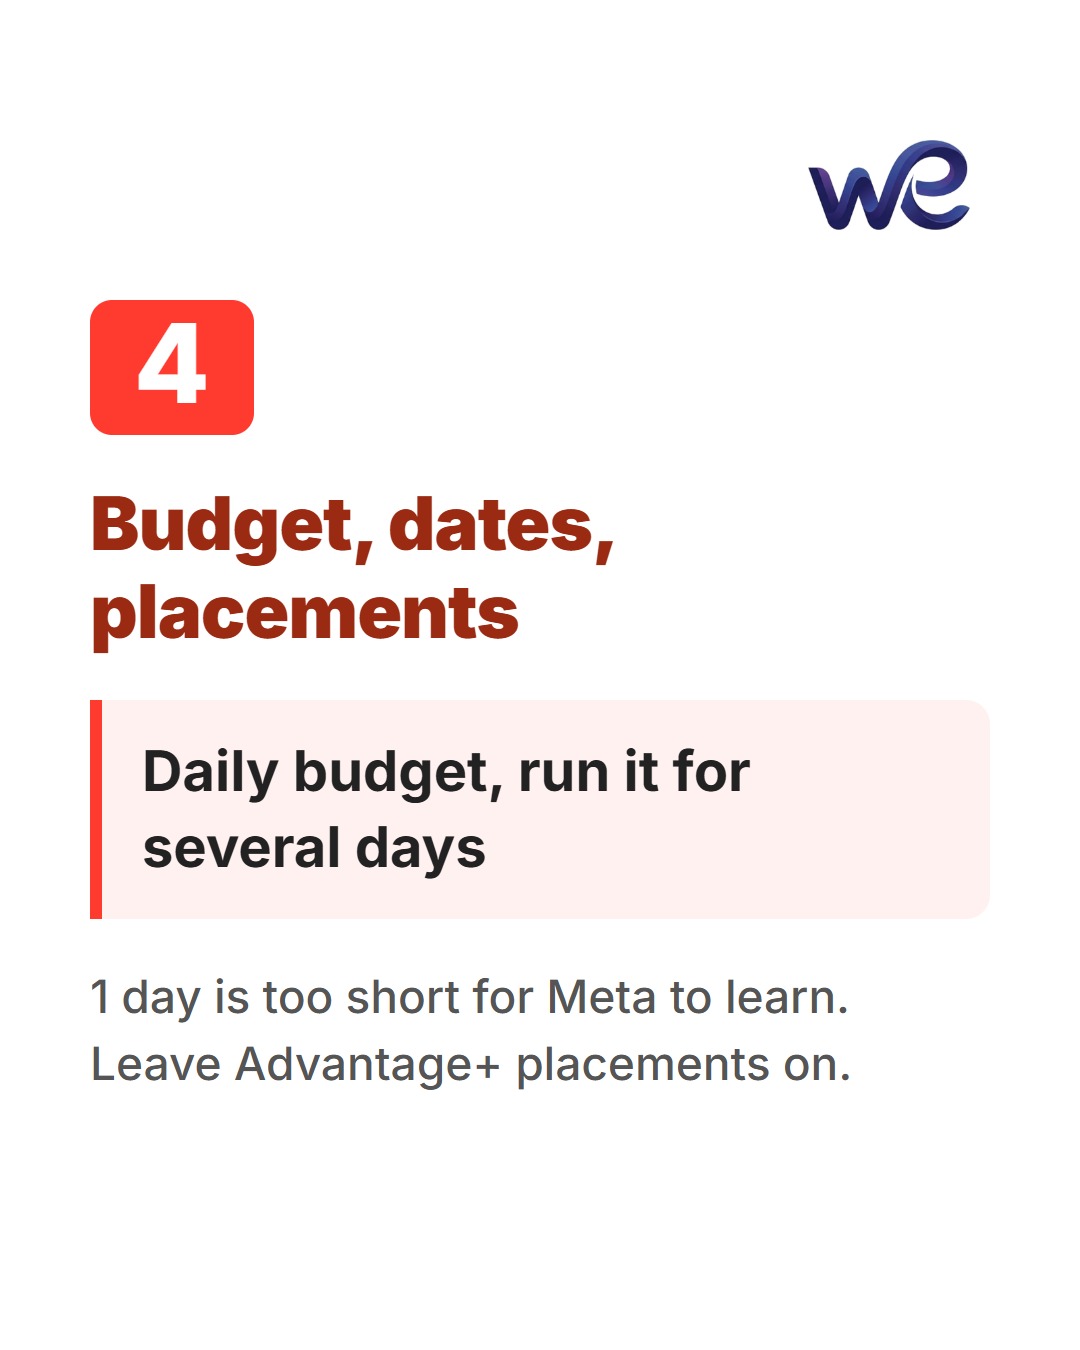 we
4
Budget, dates,
placements
Daily budget, run it for
several days
1 day is too short for Meta to learn.
Leave Advantage+ placements on.